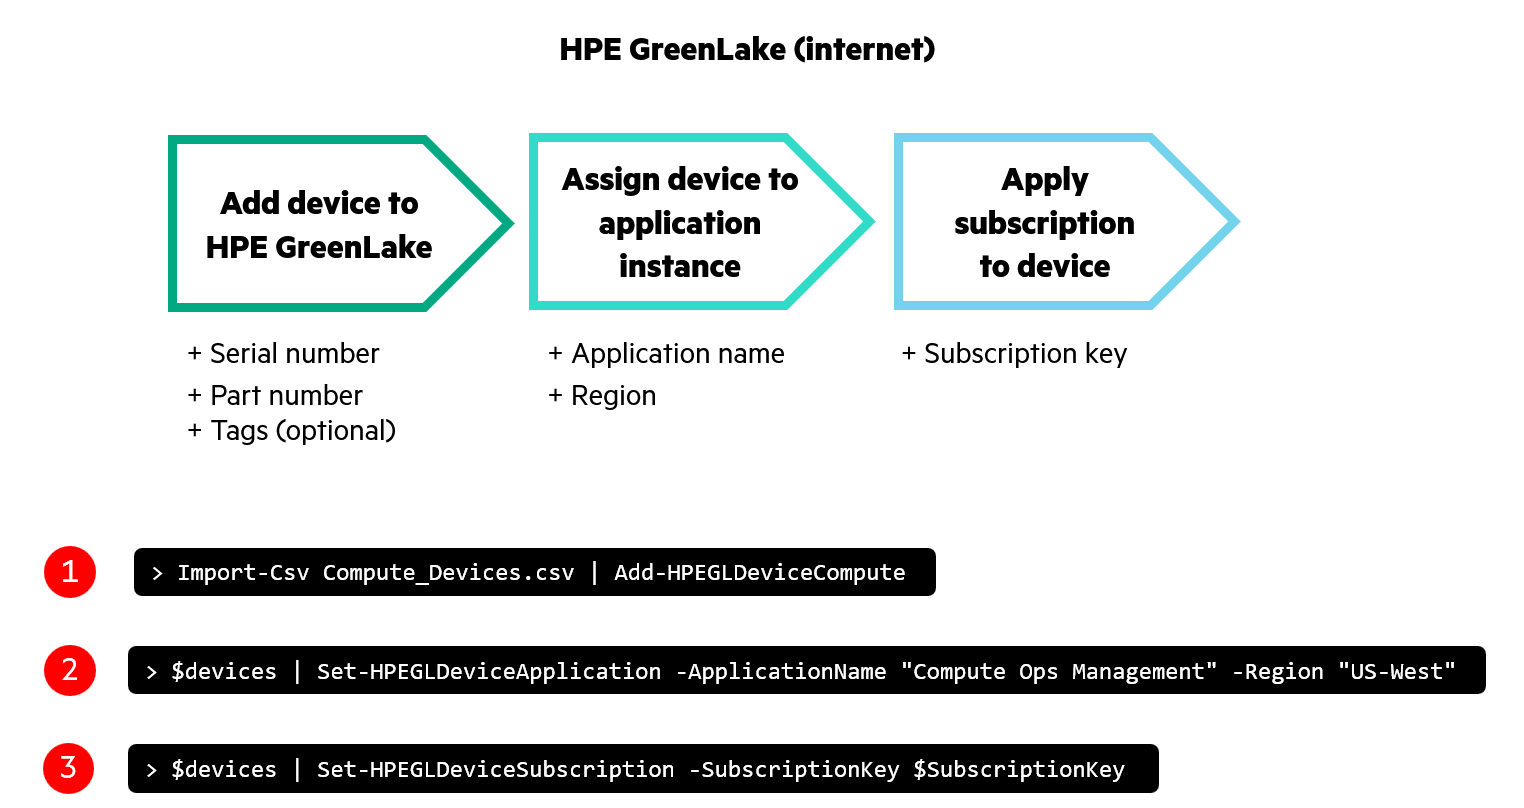 HPE GreenLake (internet)
Add device to
HPE GreenLake
Assign device to
application
instance
Apply
subscription
to device
+ Serial number
+ Part number
+ Tags (optional)
+ Application name
+ Region
+ Subscription key
1
> Import-Csv Compute_Devices.csv | Add-HPEGLDeviceCompute
2
> $devices | Set-HPEGLDeviceApplication -ApplicationName "Compute Ops Management" -Region "US-West"
3
> $devices | Set-HPEGLDeviceSubscription -SubscriptionKey $SubscriptionKey